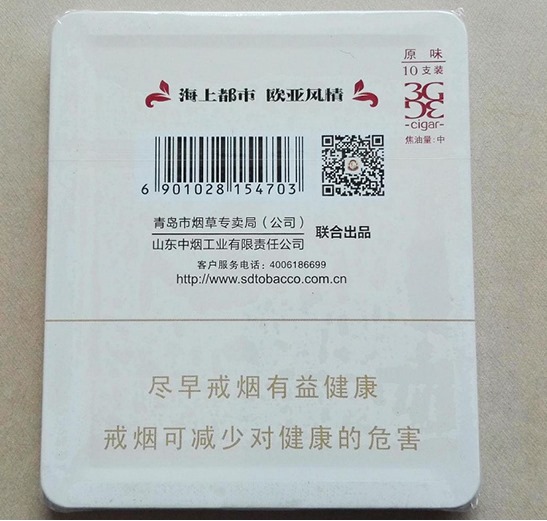 原味
10支装
3G
3G
-cigar-
焦油量:中
海上都市 欧亚风情
6 901028 154703
青岛市烟草专卖局(公司)
山东中烟工业有限责任公司
联合出品
客户服务电话:4006186699
http://www.sdtobacco.com.cn
尽早戒烟有益健康
戒烟可减少对健康的危害